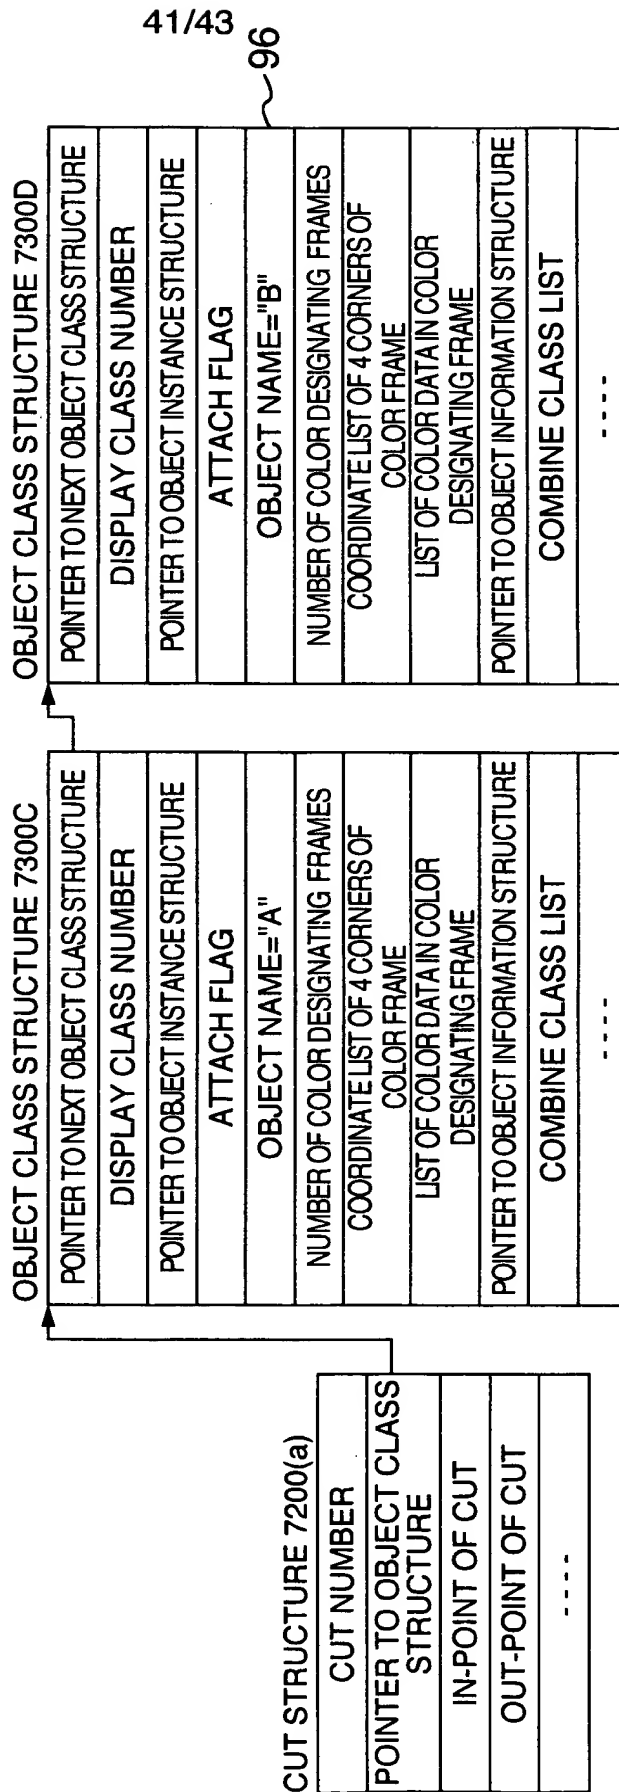 41/43
CUT STRUCTURE 7200(a)
CUT NUMBER
POINTER TO OBJECT CLASS
STRUCTURE
IN-POINT OF CUT
OUT-POINT OF CUT
----
OBJECT CLASS STRUCTURE 7300C
POINTER TO NEXT OBJECT CLASS STRUCTURE
DISPLAY CLASS NUMBER
POINTER TO OBJECT INSTANCE STRUCTURE
ATTACH FLAG
OBJECT NAME="A"
NUMBER OF COLOR DESIGNATING FRAMES
COORDINATE LIST OF 4 CORNERS OF
COLOR FRAME
LIST OF COLOR DATA IN COLOR
DESIGNATING FRAME
POINTER TO OBJECT INFORMATION STRUCTURE
COMBINE CLASS LIST
----
OBJECT CLASS STRUCTURE 7300D
POINTER TO NEXT OBJECT CLASS STRUCTURE
DISPLAY CLASS NUMBER
POINTER TO OBJECT INSTANCE STRUCTURE
ATTACH FLAG
OBJECT NAME="B"
NUMBER OF COLOR DESIGNATING FRAMES
COORDINATE LIST OF 4 CORNERS OF
COLOR FRAME
LIST OF COLOR DATA IN COLOR
DESIGNATING FRAME
POINTER TO OBJECT INFORMATION STRUCTURE
COMBINE CLASS LIST
----
96